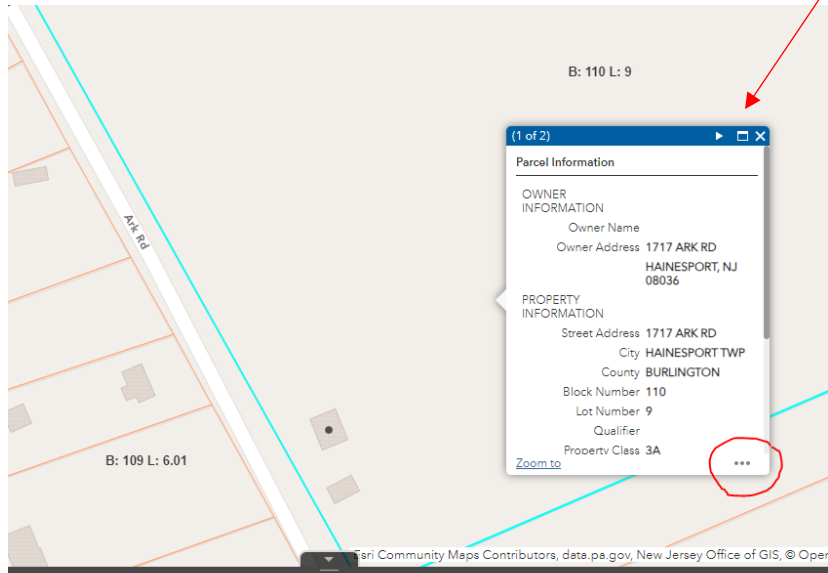 B: 110 L: 9
(1 of 2)
Parcel Information
OWNER
INFORMATION
Owner Name
Owner Address 1717 ARK RD
HAINESPORT, NJ
08036
PROPERTY
INFORMATION
Street Address 1717 ARK RD
City HAINESPORT TWP
County BURLINGTON
Block Number 110
Lot Number 9
Qualifier
Property Class 3A
Zoom to
Ark Rd
B: 109 L: 6.01
Esri Community Maps Contributors, data.pa.gov, New Jersey Office of GIS, © Oper